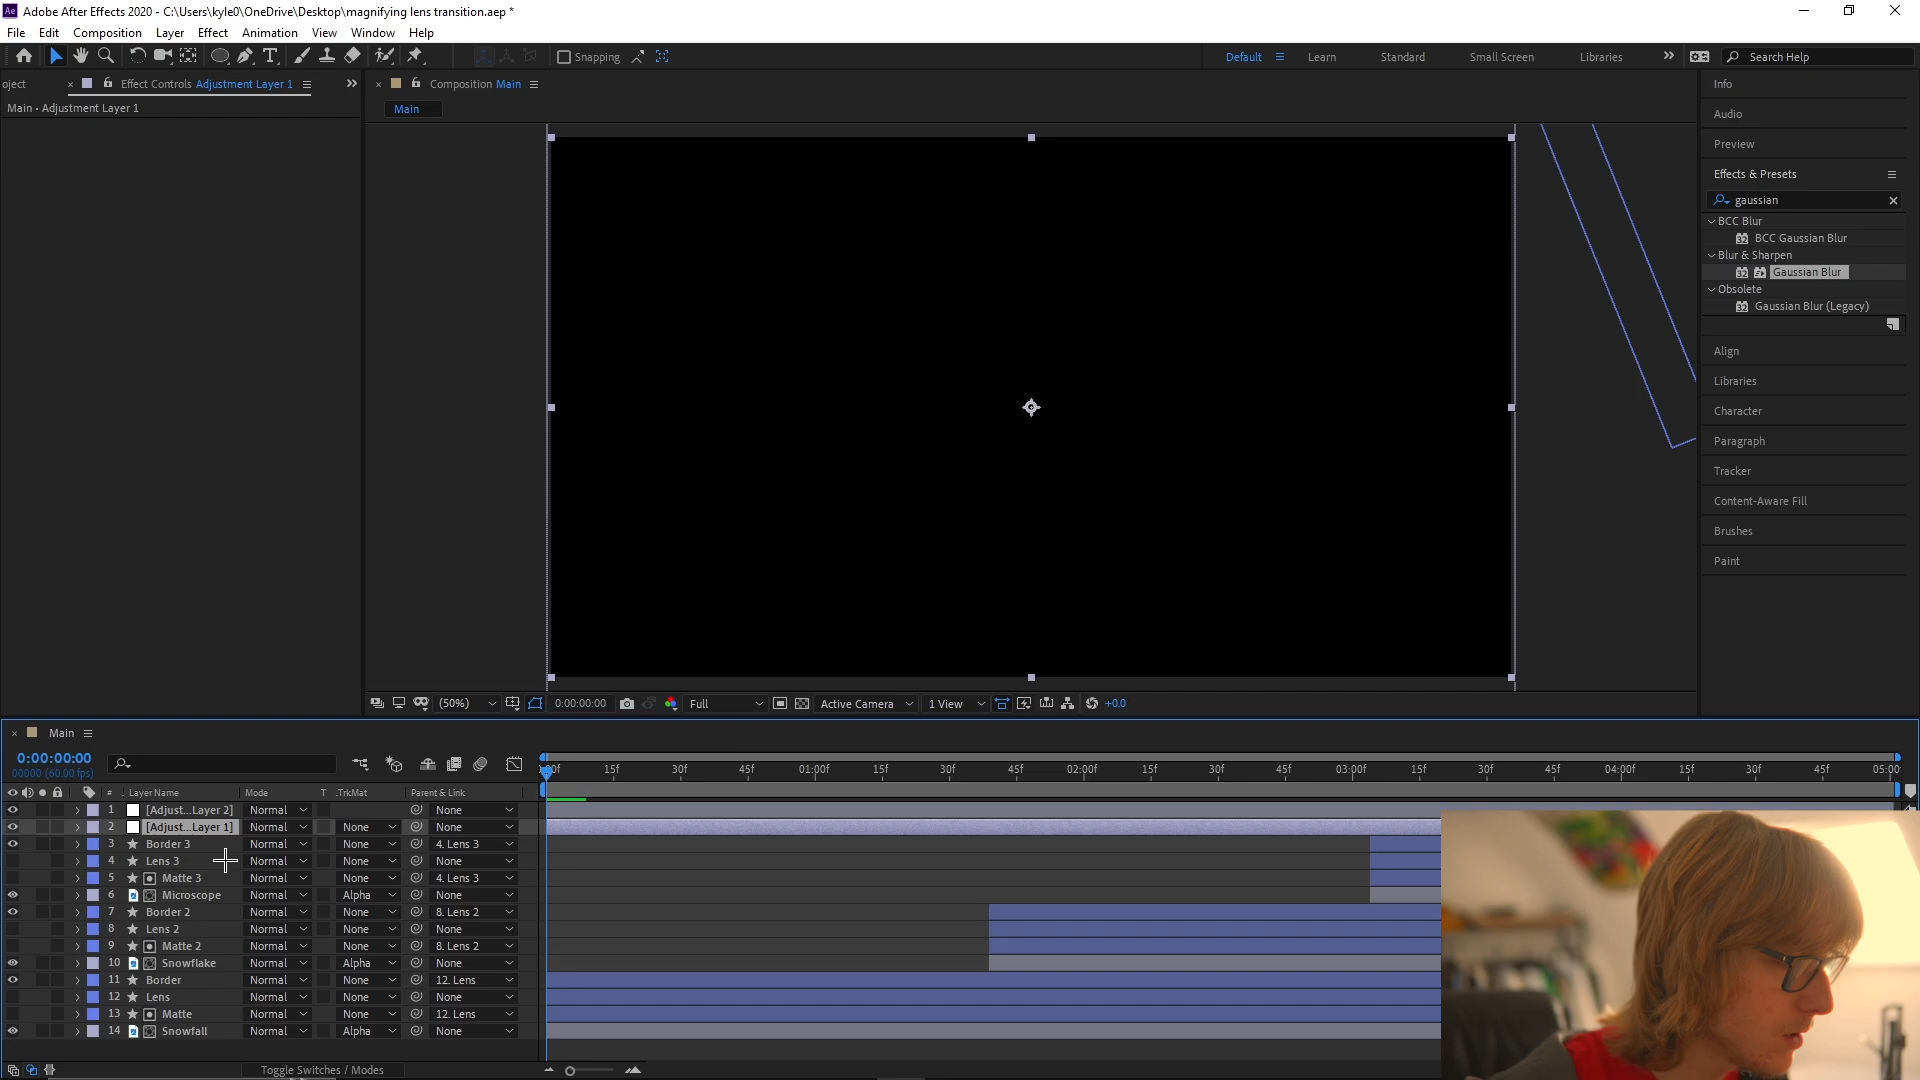 Adobe After Effects 2020 - C:\Users\kyle0\OneDrive\Desktop\magnifying lens transition.aep *
File Edit Composition Layer Effect Animation View Window Help
Snapping
Default Learn Standard Small Screen Libraries Search Help
oject Effect Controls Adjustment Layer 1
Main • Adjustment Layer 1
Composition Main
Main
Info
Audio
Preview
Effects & Presets
gaussian
BCC Blur
BCC Gaussian Blur
Blur & Sharpen
Gaussian Blur
Obsolete
Gaussian Blur (Legacy)
Align
Libraries
Character
Paragraph
Tracker
Content-Aware Fill
Brushes
Paint
(50%) 0:00:00:00 Full Active Camera 1 View +0.0
Main
0:00:00:00
00000 (60.00 fps)
:00f 15f 30f 45f 01:00f 15f 30f 45f 02:00f 15f 30f 45f 03:00f 15f 30f 45f 04:00f 15f 30f 45f 05:00
# Layer Name Mode T .TrkMat Parent & Link
1 [Adjust...Layer 2] Normal None
2 [Adjust...Layer 1] Normal None None
3 Border 3 Normal None 4. Lens 3
4 Lens 3 Normal None None
5 Matte 3 Normal None 4. Lens 3
6 Microscope Normal Alpha None
7 Border 2 Normal None 8. Lens 2
8 Lens 2 Normal None None
9 Matte 2 Normal None 8. Lens 2
10 Snowflake Normal Alpha None
11 Border Normal None 12. Lens
12 Lens Normal None None
13 Matte Normal None 12. Lens
14 Snowfall Normal Alpha None
Toggle Switches / Modes